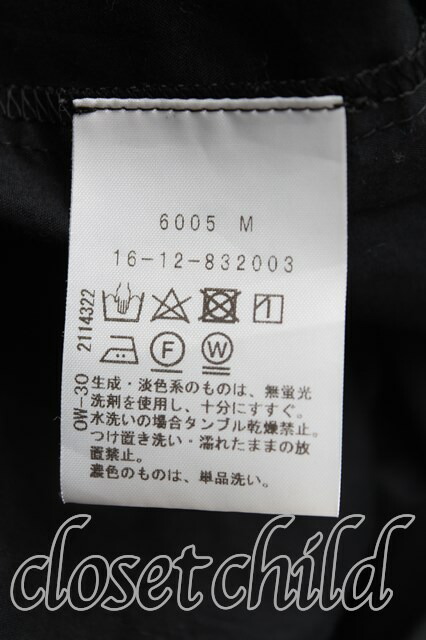 6005 M
16-12-832003
2114322
F W
0W-30
生成・淡色系のものは、無蛍光
洗剤を使用し、十分にすすぐ。
水洗いの場合タンブル乾燥禁止。
つけ置き洗い・濡れたままの放
置禁止。
濃色のものは、単品洗い。
closet child